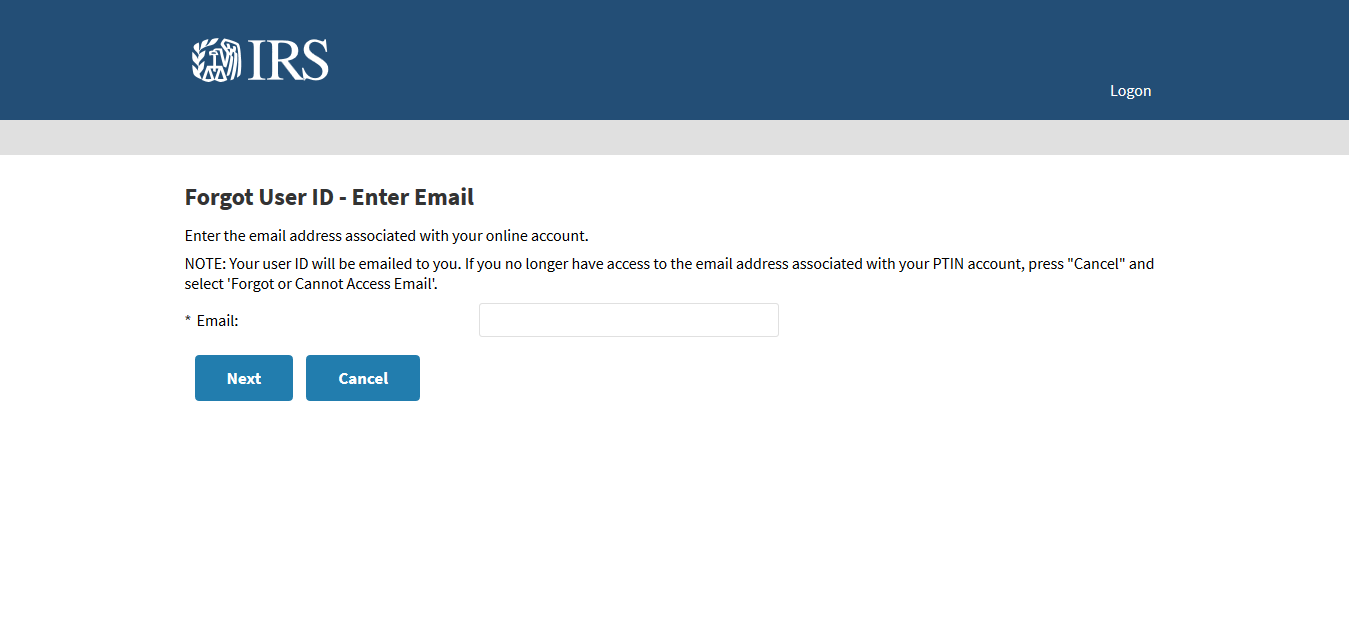 IRS
Logon
Forgot User ID - Enter Email
Enter the email address associated with your online account.
NOTE: Your user ID will be emailed to you. If you no longer have access to the email address associated with your PTIN account, press "Cancel" and
select 'Forgot or Cannot Access Email'.
* Email:
Next Cancel